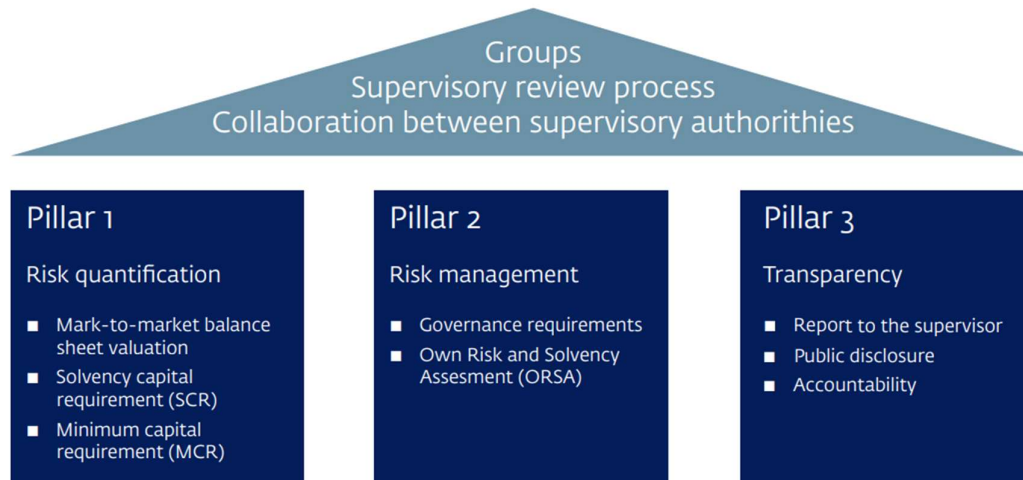 Groups
Supervisory review process
Collaboration between supervisory authorithies
Pillar 1
Risk quantification
■ Mark-to-market balance
sheet valuation
■ Solvency capital
requirement (SCR)
■ Minimum capital
requirement (MCR)
Pillar 2
Risk management
■ Governance requirements
■ Own Risk and Solvency
Assesment (ORSA)
Pillar 3
Transparency
■ Report to the supervisor
■ Public disclosure
■ Accountability